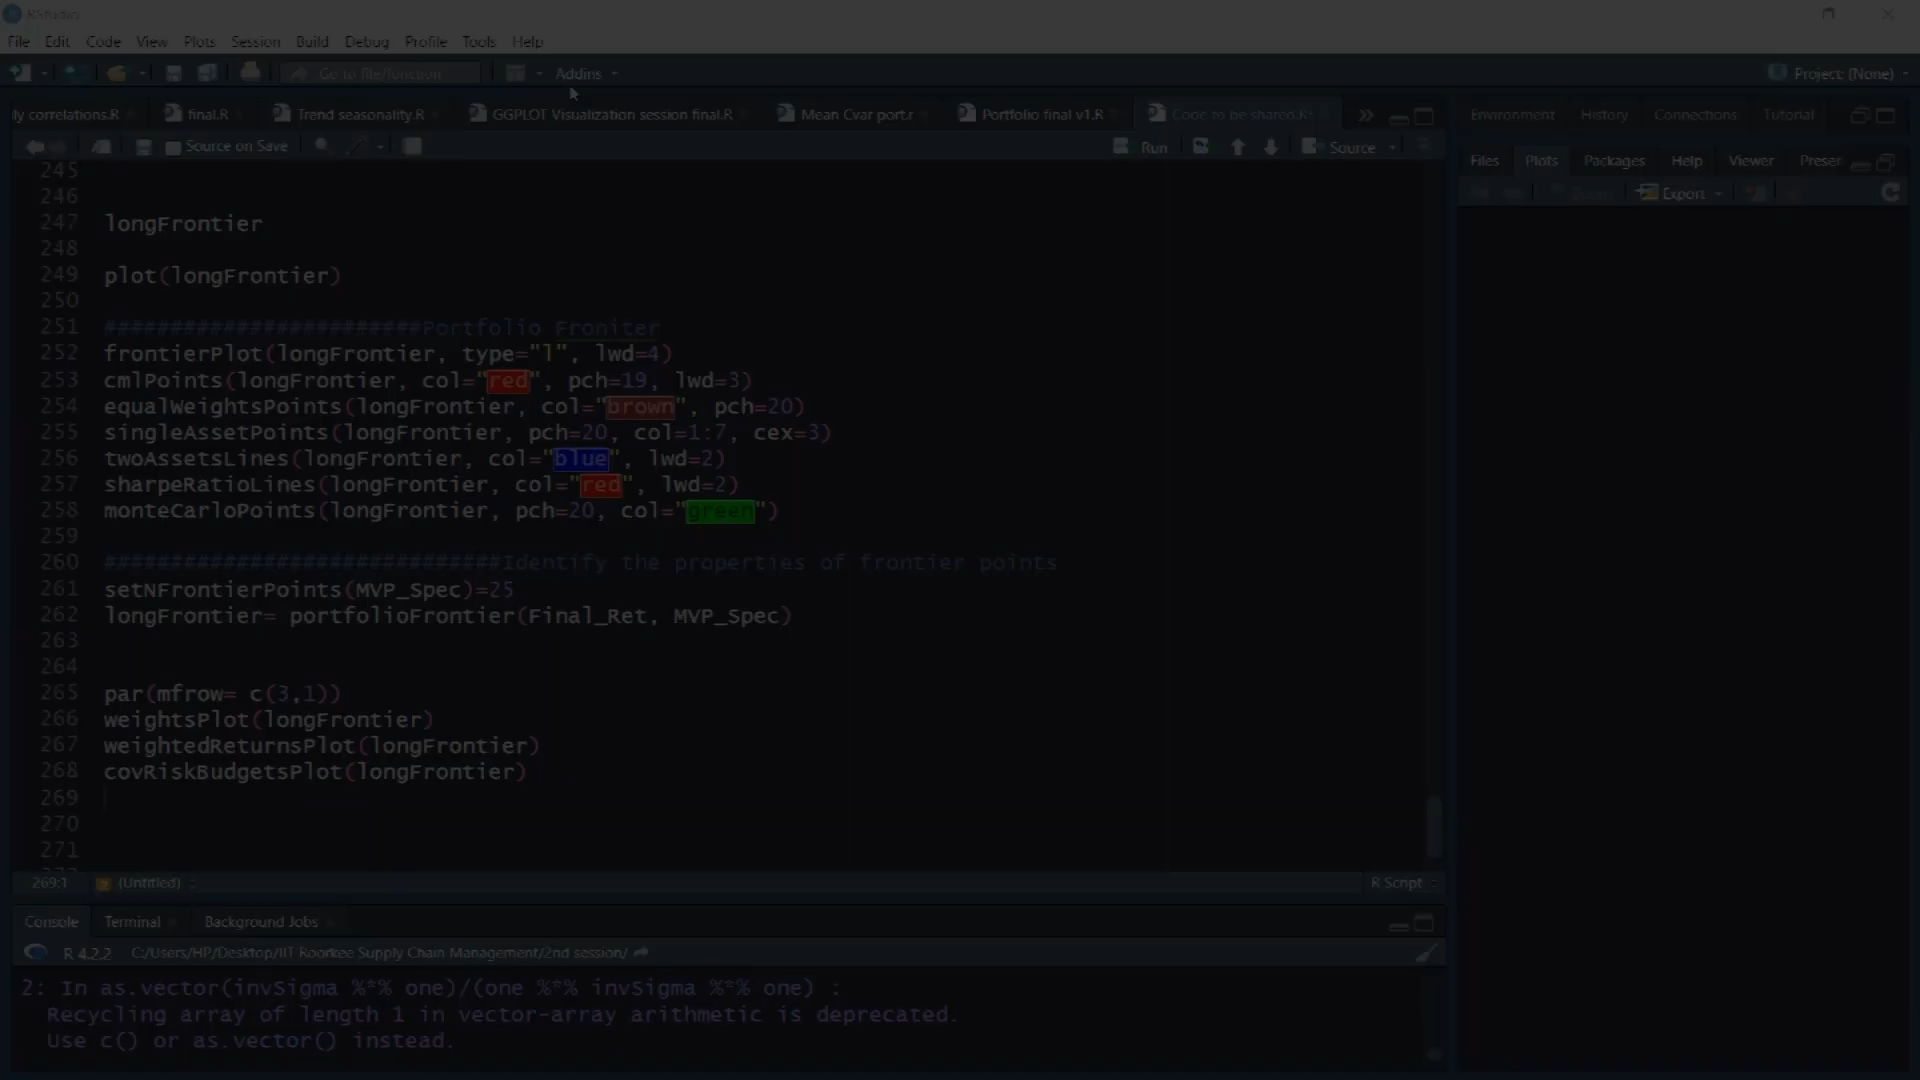 RStudio
File Edit Code View Plots Session Build Debug Profile Tools Help
Go to file/function Addins Project: (None)
ly correlations.R final.R Trend seasonality.R GGPLOT Visualization session final.R Mean Cvar port.r Portfolio final v1.R Code to be shared.R* Environment History Connections Tutorial
Source on Save Run Source
Files Plots Packages Help Viewer Preser
Zoom Export
245
246
247 longFrontier
248
249 plot(longFrontier)
250
251 ########################Portfolio Froniter
252 frontierPlot(longFrontier, type="l", lwd=4)
253 cmlPoints(longFrontier, col="red", pch=19, lwd=3)
254 equalWeightsPoints(longFrontier, col="brown", pch=20)
255 singleAssetPoints(longFrontier, pch=20, col=1:7, cex=3)
256 twoAssetsLines(longFrontier, col="blue", lwd=2)
257 sharpeRatioLines(longFrontier, col="red", lwd=2)
258 monteCarloPoints(longFrontier, pch=20, col="green")
259
260 ##############################Identify the properties of frontier points
261 setNFrontierPoints(MVP_Spec)=25
262 longFrontier= portfolioFrontier(Final_Ret, MVP_Spec)
263
264
265 par(mfrow= c(3,1))
266 weightsPlot(longFrontier)
267 weightedReturnsPlot(longFrontier)
268 covRiskBudgetsPlot(longFrontier)
269
270
271
269:1 (Untitled) R Script
Console Terminal Background Jobs
R 4.2.2 C:/Users/HP/Desktop/IIT Roorkee Supply Chain Management/2nd session/
2: In as.vector(invSigma %*% one)/(one %*% invSigma %*% one) :
Recycling array of length 1 in vector-array arithmetic is deprecated.
Use c() or as.vector() instead.